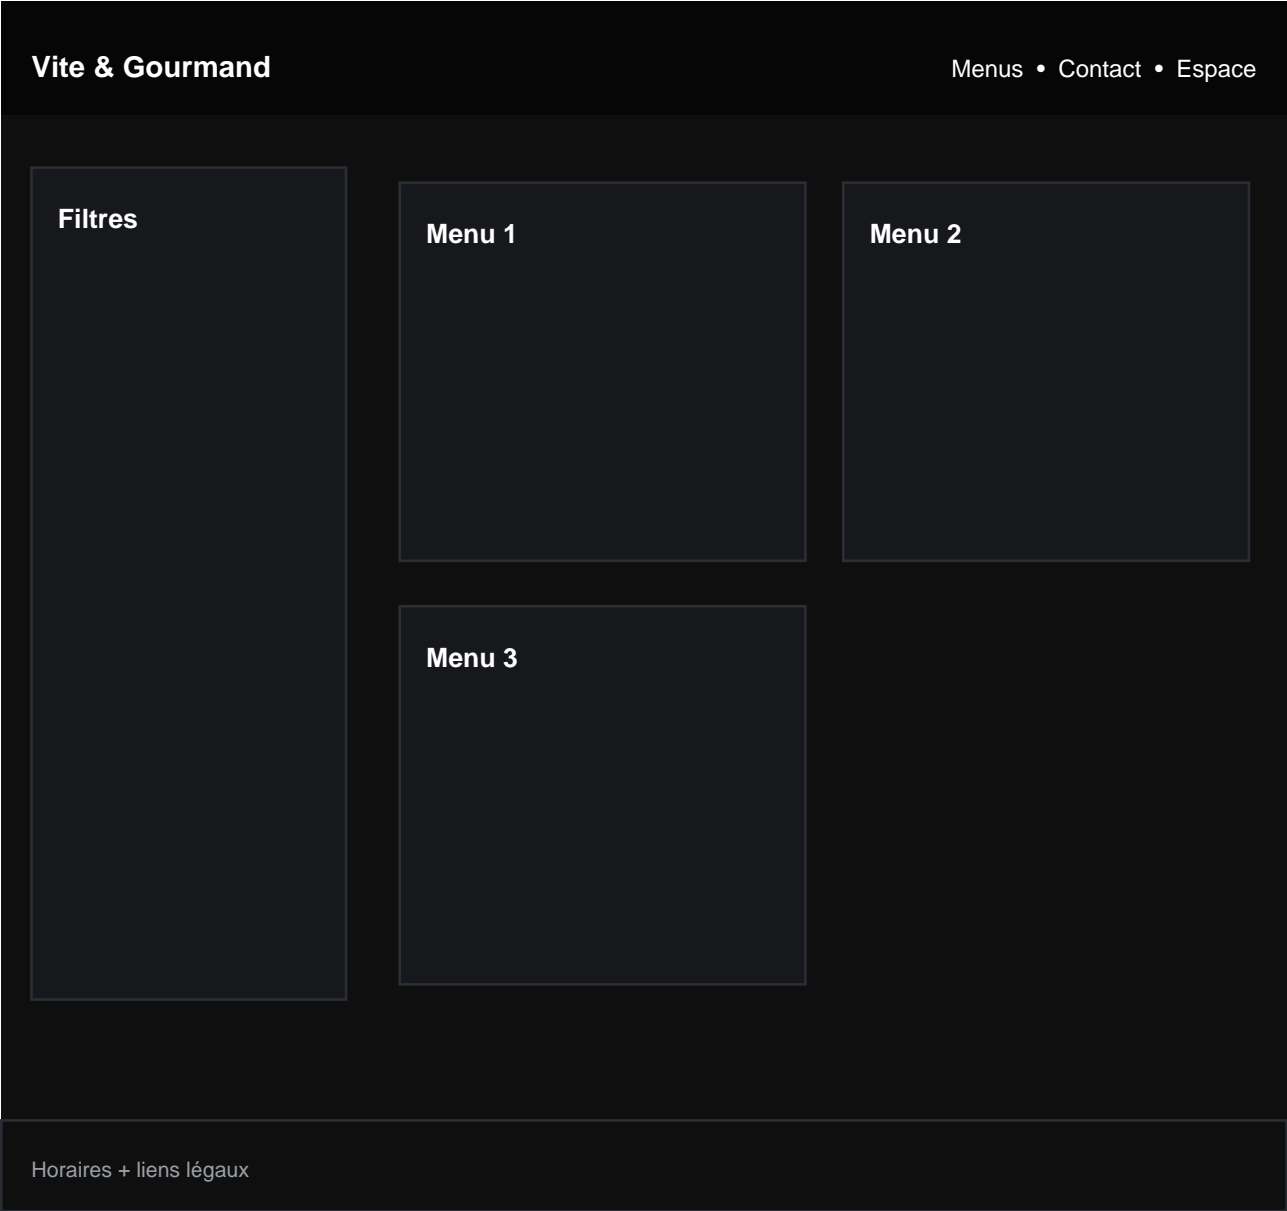 Vite & Gourmand
Menus • Contact • Espace
Filtres
Menu 1
Menu 2
Menu 3
Horaires + liens légaux